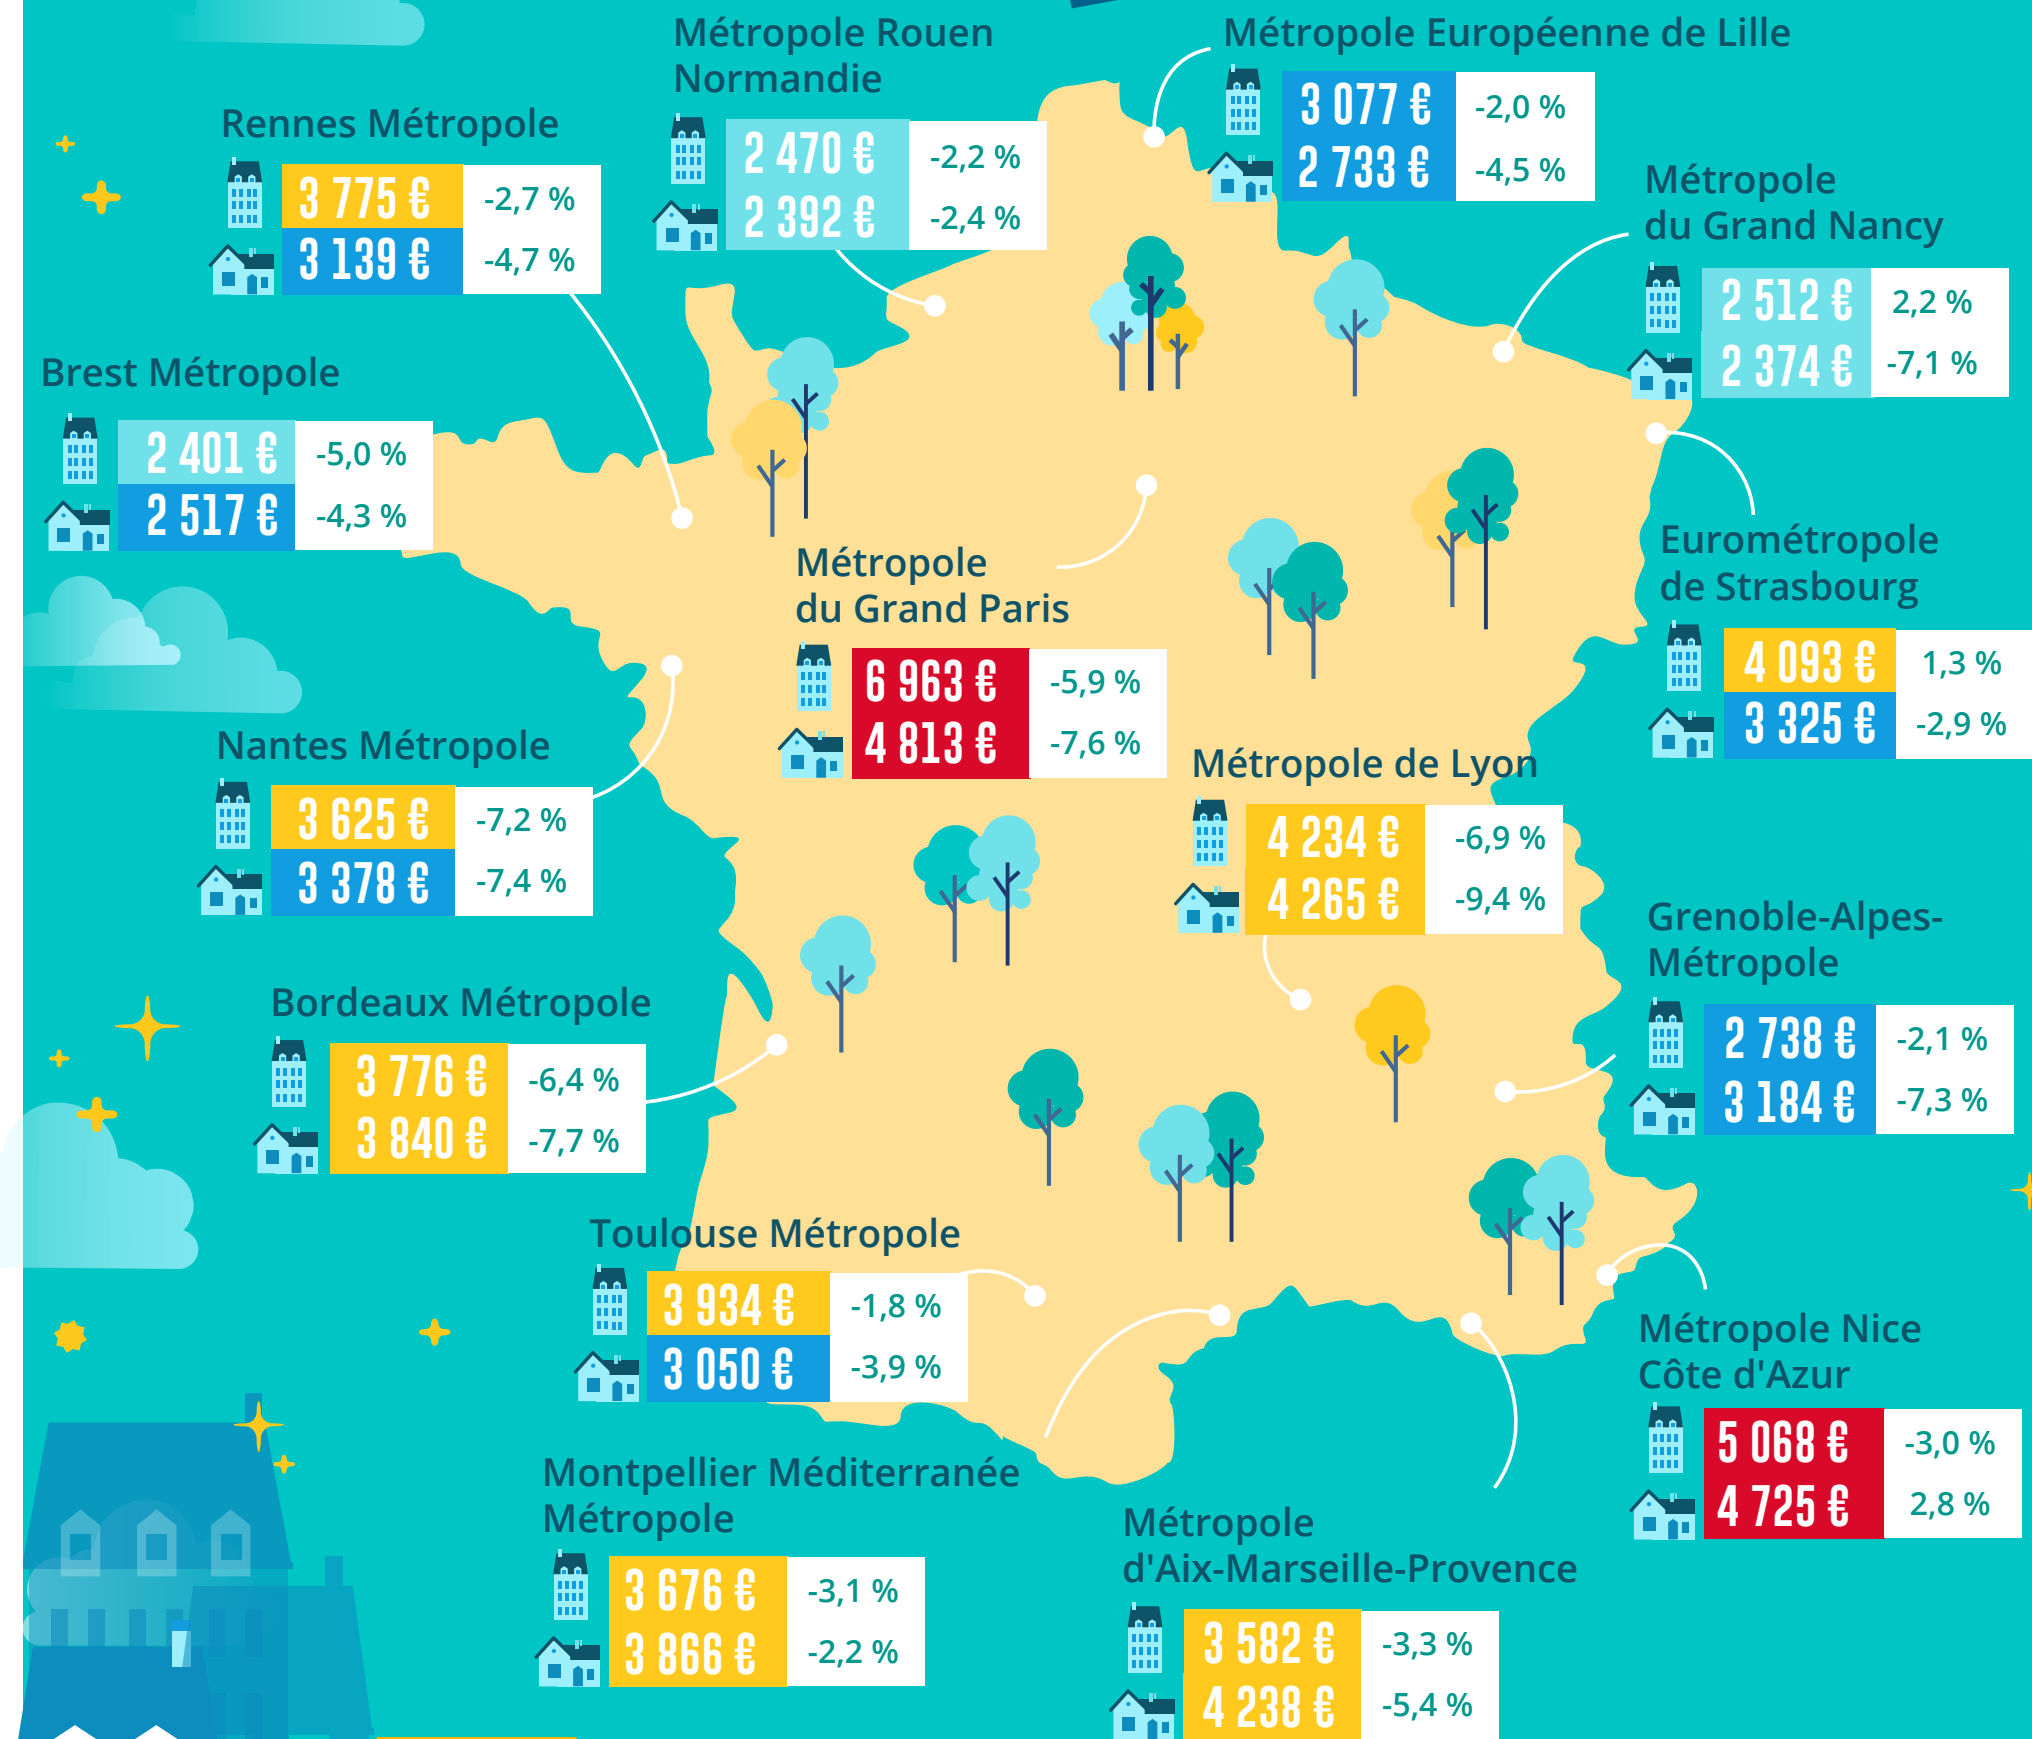 Métropole Rouen
Normandie
2 470 € -2,2 %
2 392 € -2,4 %
Métropole Européenne de Lille
3 077 € -2,0 %
2 733 € -4,5 %
Rennes Métropole
3 775 € -2,7 %
3 139 € -4,7 %
Métropole
du Grand Nancy
2 512 € 2,2 %
2 374 € -7,1 %
Brest Métropole
2 401 € -5,0 %
2 517 € -4,3 %
Métropole
du Grand Paris
6 963 € -5,9 %
4 813 € -7,6 %
Eurométropole
de Strasbourg
4 093 € 1,3 %
3 325 € -2,9 %
Nantes Métropole
3 625 € -7,2 %
3 378 € -7,4 %
Métropole de Lyon
4 234 € -6,9 %
4 265 € -9,4 %
Grenoble-Alpes-
Métropole
2 738 € -2,1 %
3 184 € -7,3 %
Bordeaux Métropole
3 776 € -6,4 %
3 840 € -7,7 %
Toulouse Métropole
3 934 € -1,8 %
3 050 € -3,9 %
Métropole Nice
Côte d'Azur
5 068 € -3,0 %
4 725 € 2,8 %
Montpellier Méditerranée
Métropole
3 676 € -3,1 %
3 866 € -2,2 %
Métropole
d'Aix-Marseille-Provence
3 582 € -3,3 %
4 238 € -5,4 %